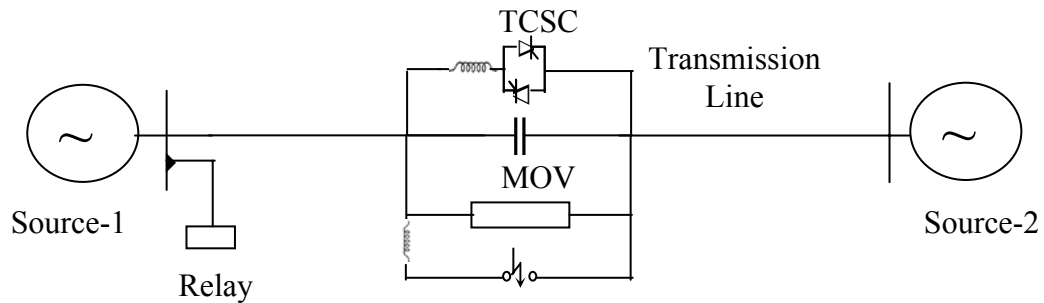 TCSC
Transmission
Line
~
~
MOV
Source-1
Source-2
Relay